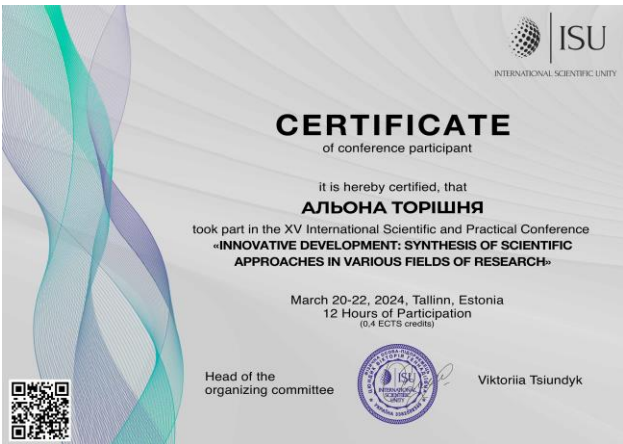 ISU
INTERNATIONAL SCIENTIFIC UNITY
CERTIFICATE
of conference participant
it is hereby certified, that
АЛЬОНА ТОРІШНЯ
took part in the XV International Scientific and Practical Conference
«INNOVATIVE DEVELOPMENT: SYNTHESIS OF SCIENTIFIC
APPROACHES IN VARIOUS FIELDS OF RESEARCH»
March 20-22, 2024, Tallinn, Estonia
12 Hours of Participation
(0,4 ECTS credits)
Head of the
organizing committee
ISU
INTERNATIONAL
SCIENTIFIC
UNITY
Viktoriia Tsiundyk